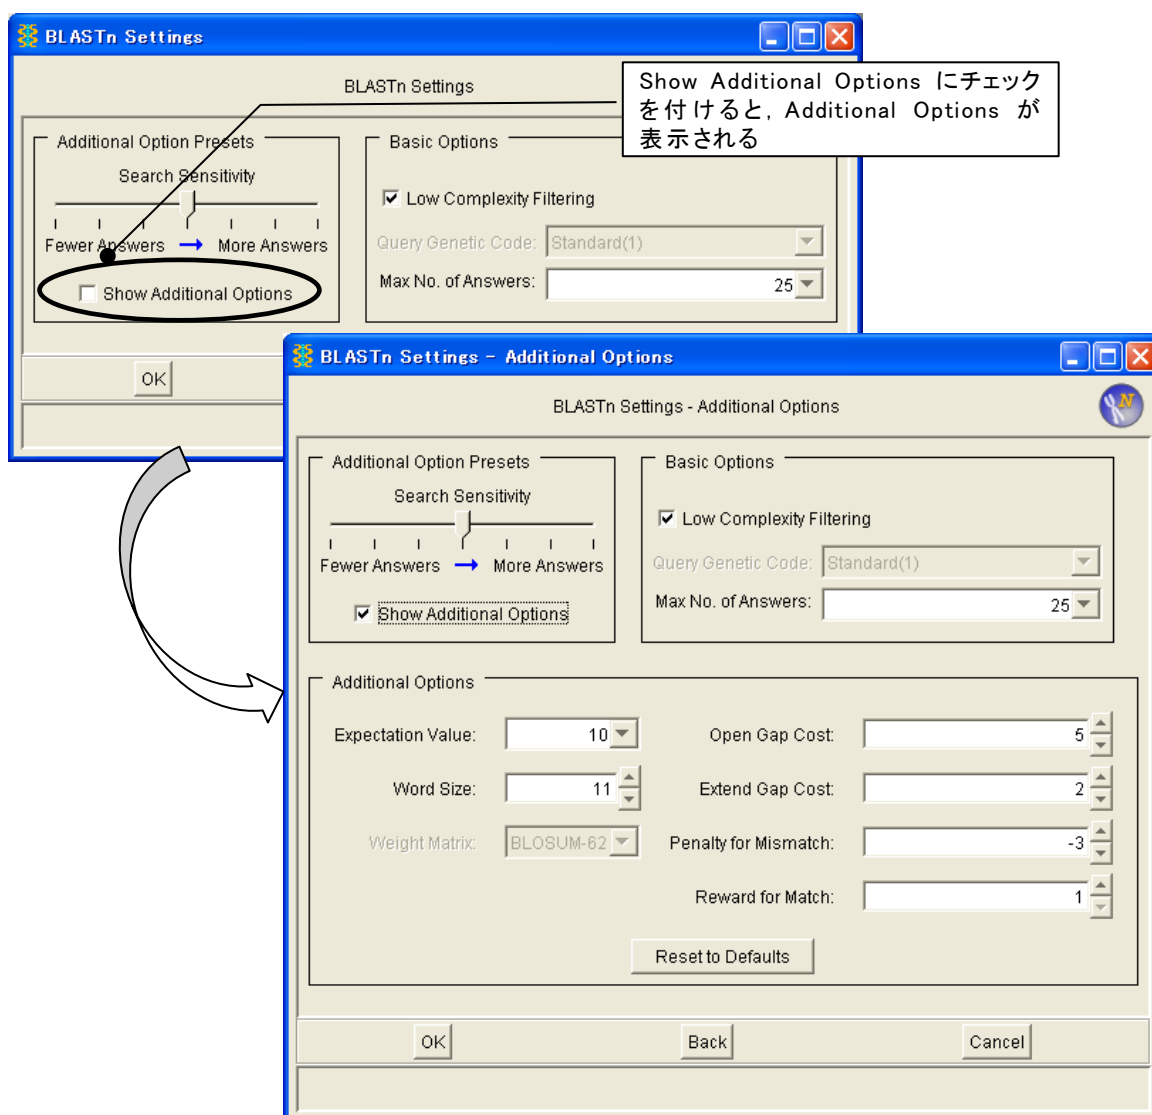 BLASTn Settings
BLASTn Settings
Show Additional Options にチェック
を付けると, Additional Options が
表示される
Additional Option Presets
Search Sensitivity
Fewer Answers → More Answers
Show Additional Options
Basic Options
Low Complexity Filtering
Query Genetic Code: Standard(1)
Max No. of Answers: 25
OK
BLASTn Settings - Additional Options
BLASTn Settings - Additional Options
N
Additional Option Presets
Search Sensitivity
Fewer Answers → More Answers
Show Additional Options
Basic Options
Low Complexity Filtering
Query Genetic Code: Standard(1)
Max No. of Answers: 25
Additional Options
Expectation Value: 10
Word Size: 11
Weight Matrix: BLOSUM-62
Open Gap Cost: 5
Extend Gap Cost: 2
Penalty for Mismatch: -3
Reward for Match: 1
Reset to Defaults
OK
Back
Cancel